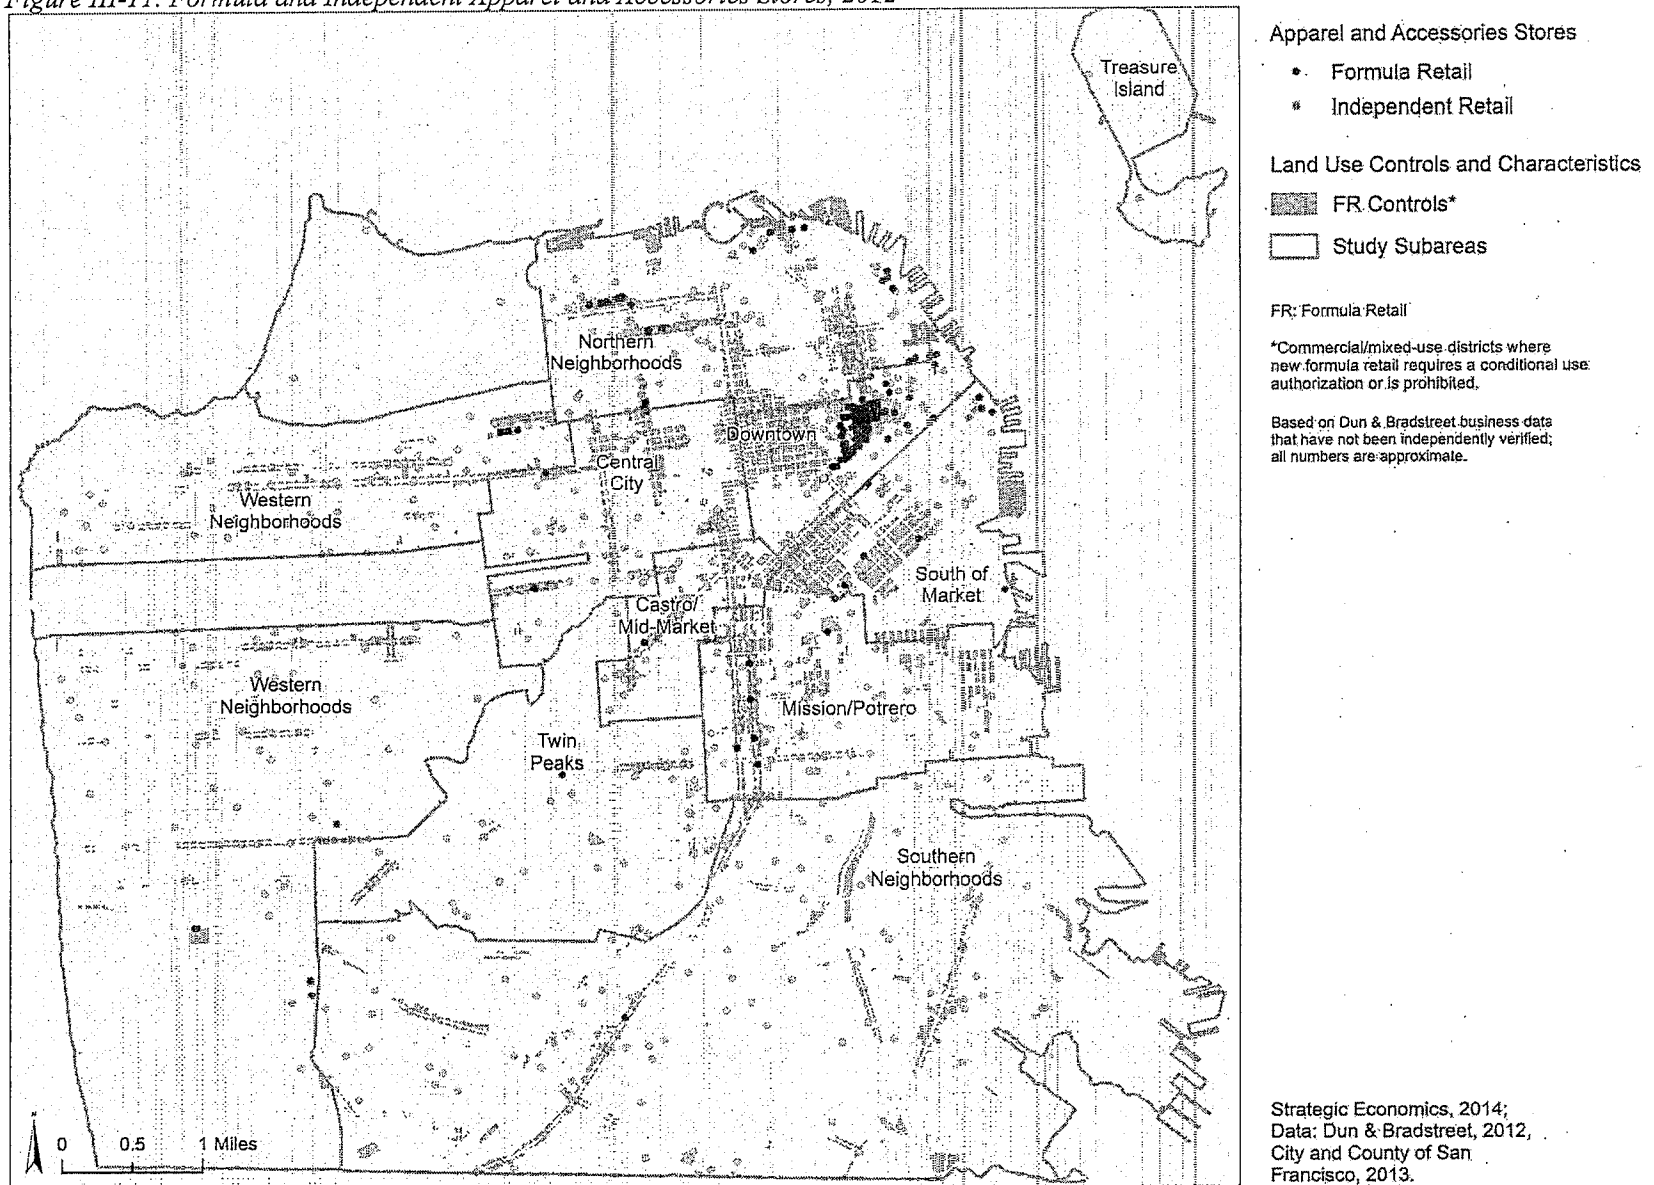 Figure III-11. Formula and Independent Apparel and Accessories Stores, 2012
Apparel and Accessories Stores
Formula Retail
Independent Retail
Land Use Controls and Characteristics
FR Controls*
Study Subareas
FR: Formula Retail
*Commercial/mixed-use districts where
new formula retail requires a conditional use
authorization or is prohibited.
Based on Dun & Bradstreet business data
that have not been independently verified;
all numbers are approximate.
Treasure
Island
Northern
Neighborhoods
Downtown
Central
City
Western
Neighborhoods
South of
Market
Castro/
Mid-Market
Western
Neighborhoods
Mission/Potrero
Twin
Peaks
Southern
Neighborhoods
0 0.5 1 Miles
Strategic Economics, 2014;
Data: Dun & Bradstreet, 2012,
City and County of San
Francisco, 2013.